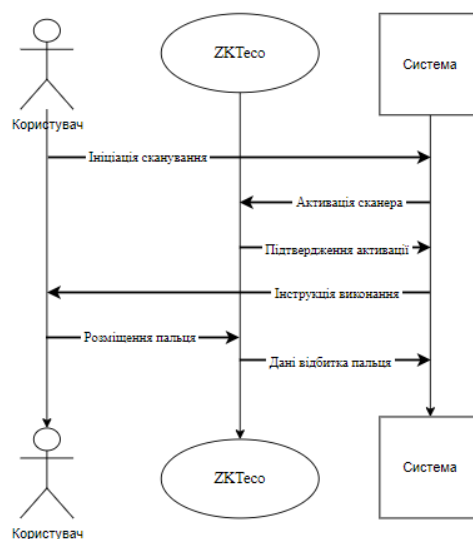 ZKTeco
Система
Користувач
Ініціація сканування
Активація сканера
Підтвердження активації
Інструкція виконання
Розміщення пальця
Дані відбитка пальця
ZKTeco
Система
Користувач